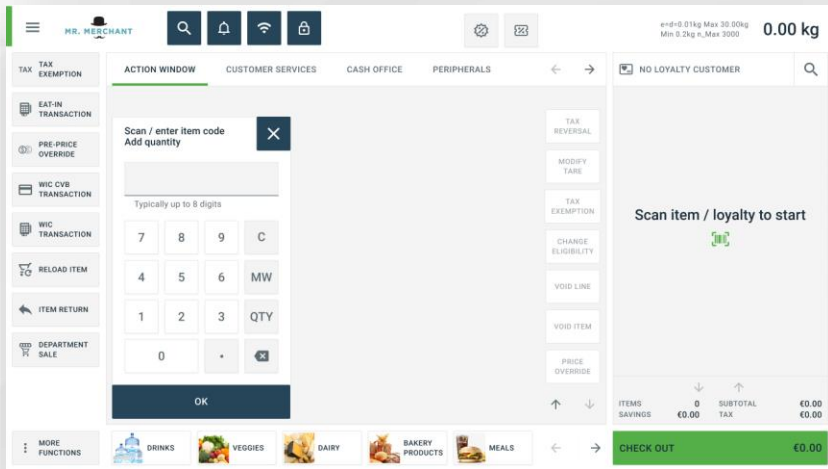 MR. MERCHANT
e=d=0.01kg Max 30.00kg
Min 0.2kg n_Max 3000
0.00 kg
TAX TAX
EXEMPTION
EAT-IN
TRANSACTION
PRE-PRICE
OVERRIDE
WIC CVB
TRANSACTION
WIC
TRANSACTION
RELOAD ITEM
ITEM RETURN
DEPARTMENT
SALE
MORE
FUNCTIONS
ACTION WINDOW
CUSTOMER SERVICES
CASH OFFICE
PERIPHERALS
Scan / enter item code
Add quantity
Typically up to 8 digits
7 8 9 C
4 5 6 MW
1 2 3 QTY
0 .
OK
TAX
REVERSAL
MODIFY
TARE
TAX
EXEMPTION
CHANGE
ELIGIBILITY
VOID LINE
VOID ITEM
PRICE
OVERRIDE
DRINKS
VEGGIES
DAIRY
BAKERY
PRODUCTS
MEALS
NO LOYALTY CUSTOMER
Scan item / loyalty to start
ITEMS 0 SUBTOTAL €0.00
SAVINGS €0.00 TAX €0.00
CHECK OUT €0.00